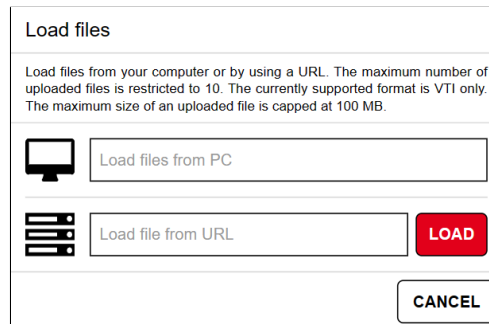 Load files
Load files from your computer or by using a URL. The maximum number of
uploaded files is restricted to 10. The currently supported format is VTI only.
The maximum size of an uploaded file is capped at 100 MB.
Load files from PC
Load file from URL
LOAD
CANCEL